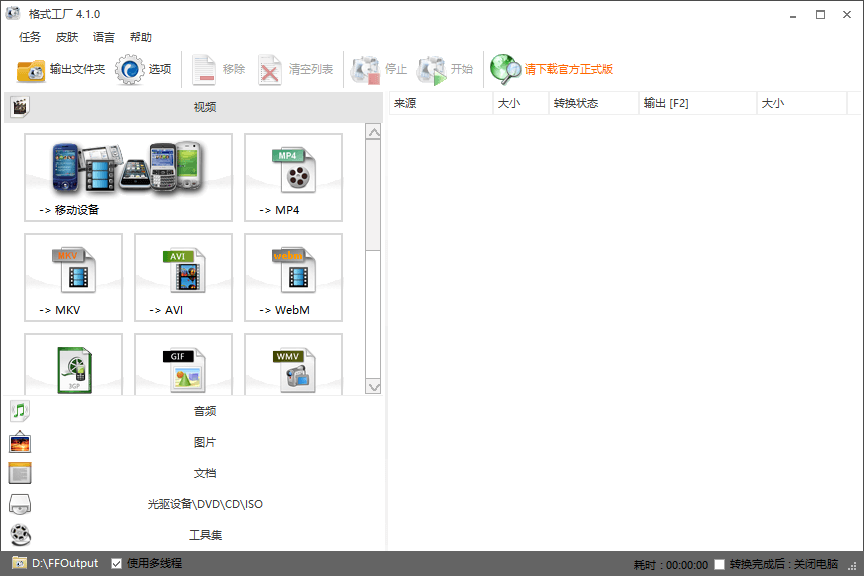 格式工厂 4.1.0
任务 皮肤 语言 帮助
输出文件夹 选项 移除 清空列表 停止 开始 请下载官方正式版
视频
来源 大小 转换状态 输出 [F2] 大小
MP4
-> 移动设备 -> MP4
MKV AVI webm
-> MKV -> AVI -> WebM
3GP GIF WMV
音频
图片
文档
光驱设备\DVD\CD\ISO
工具集
D:\FFOutput 使用多线程 耗时 : 00:00:00 转换完成后 : 关闭电脑